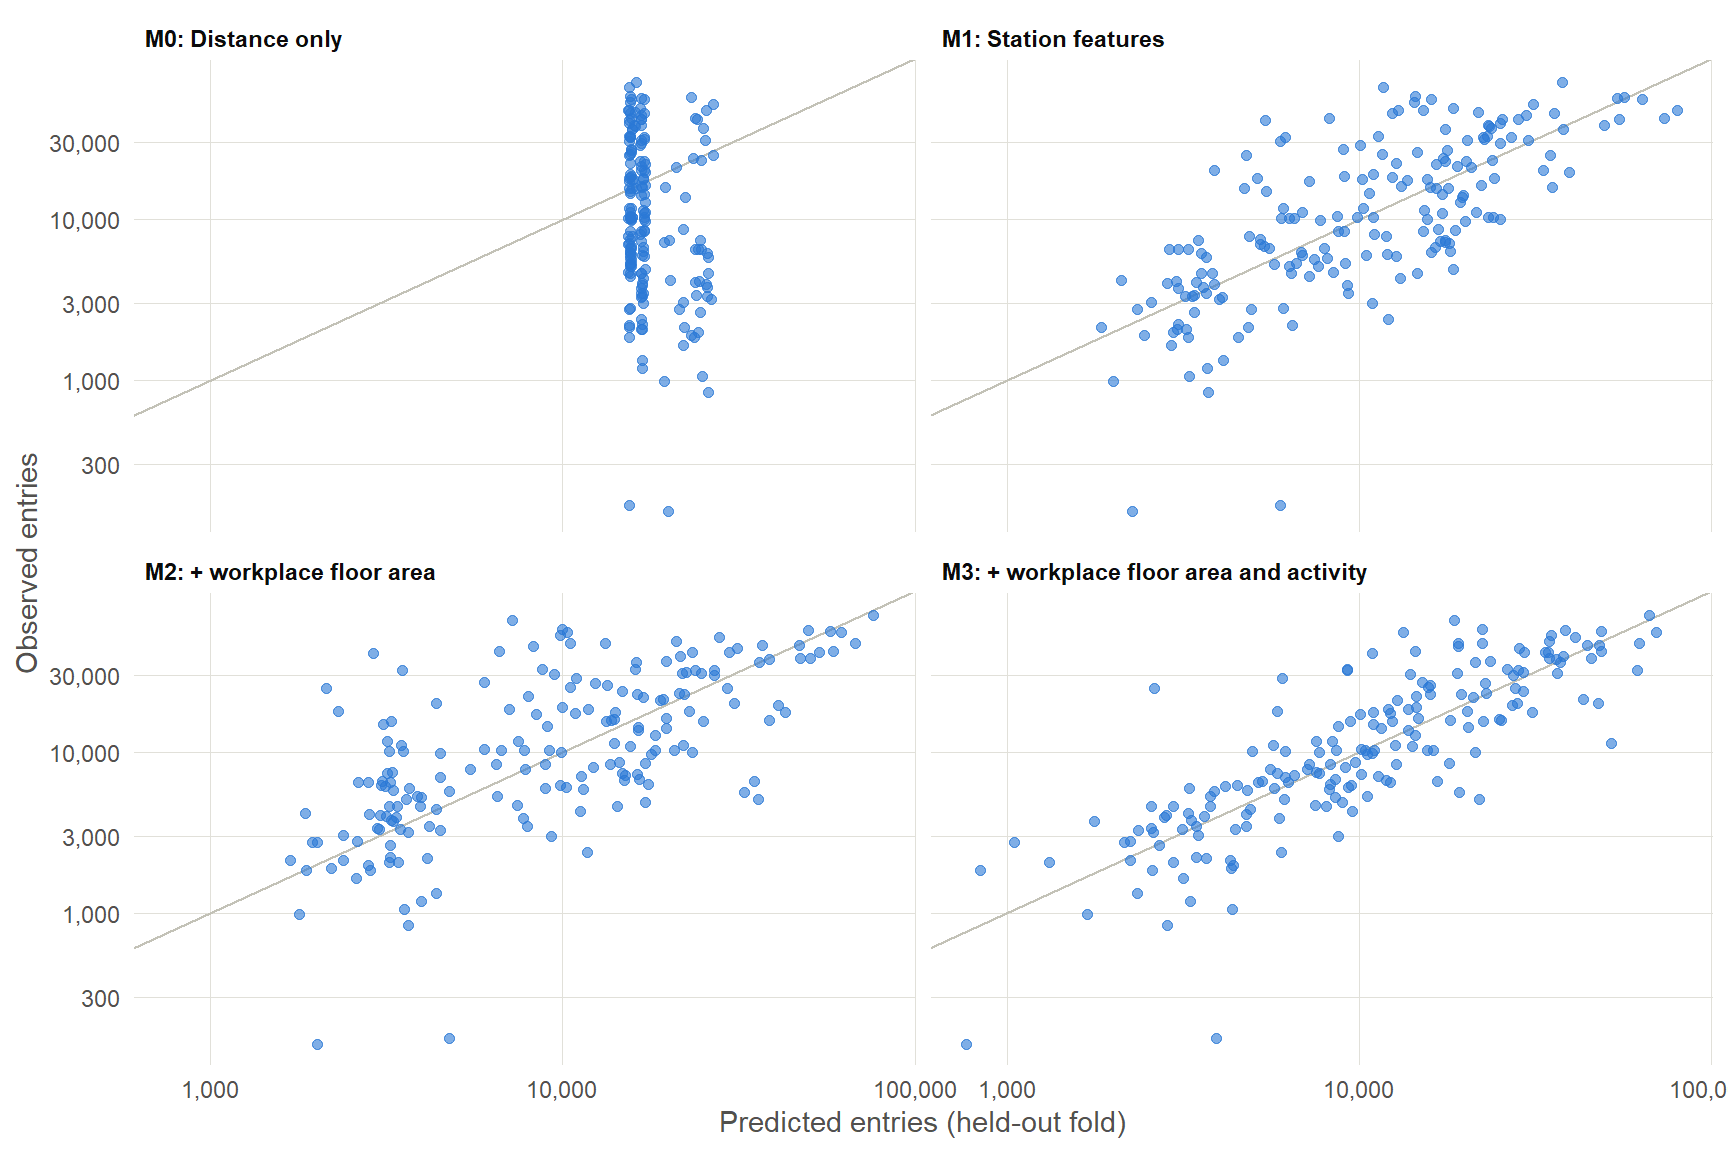 M0: Distance only
M1: Station features
30,000
10,000
3,000
1,000
300
M2: + workplace floor area
M3: + workplace floor area and activity
30,000
10,000
3,000
1,000
300
Observed entries
1,000
10,000
100,000
1,000
10,000
100,0
Predicted entries (held-out fold)